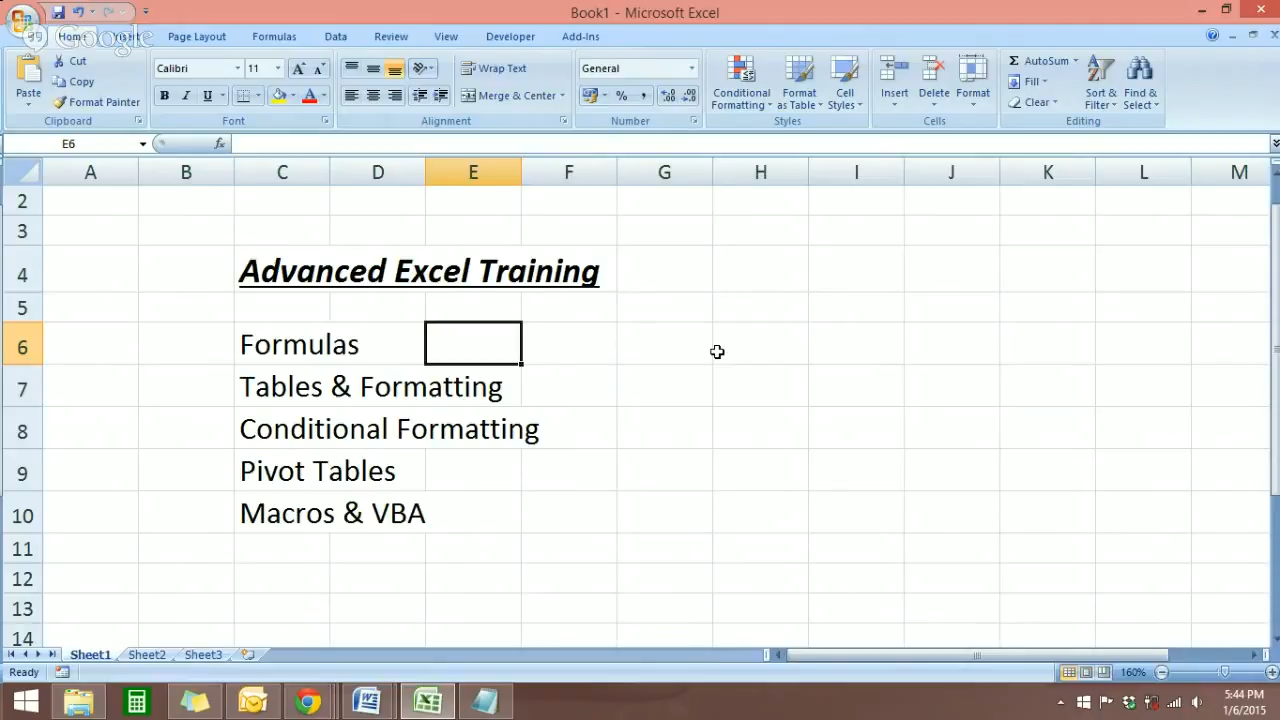 Book1 - Microsoft Excel
Home Insert Page Layout Formulas Data Review View Developer Add-Ins
Google
Paste
Cut
Copy
Format Painter
Clipboard
Calibri 11
B I U
Font
Wrap Text
Merge & Center
Alignment
General
% ,
Number
Conditional Formatting
Format as Table
Cell Styles
Styles
Insert Delete Format
Cells
Σ AutoSum
Fill
Clear
Sort & Filter
Find & Select
Editing
E6 fx
A B C D E F G H I J K L M
2
3
4 Advanced Excel Training
5
6 Formulas
7 Tables & Formatting
8 Conditional Formatting
9 Pivot Tables
10 Macros & VBA
11
12
13
14
Sheet1 Sheet2 Sheet3
Ready 160%
5:44 PM
1/6/2015